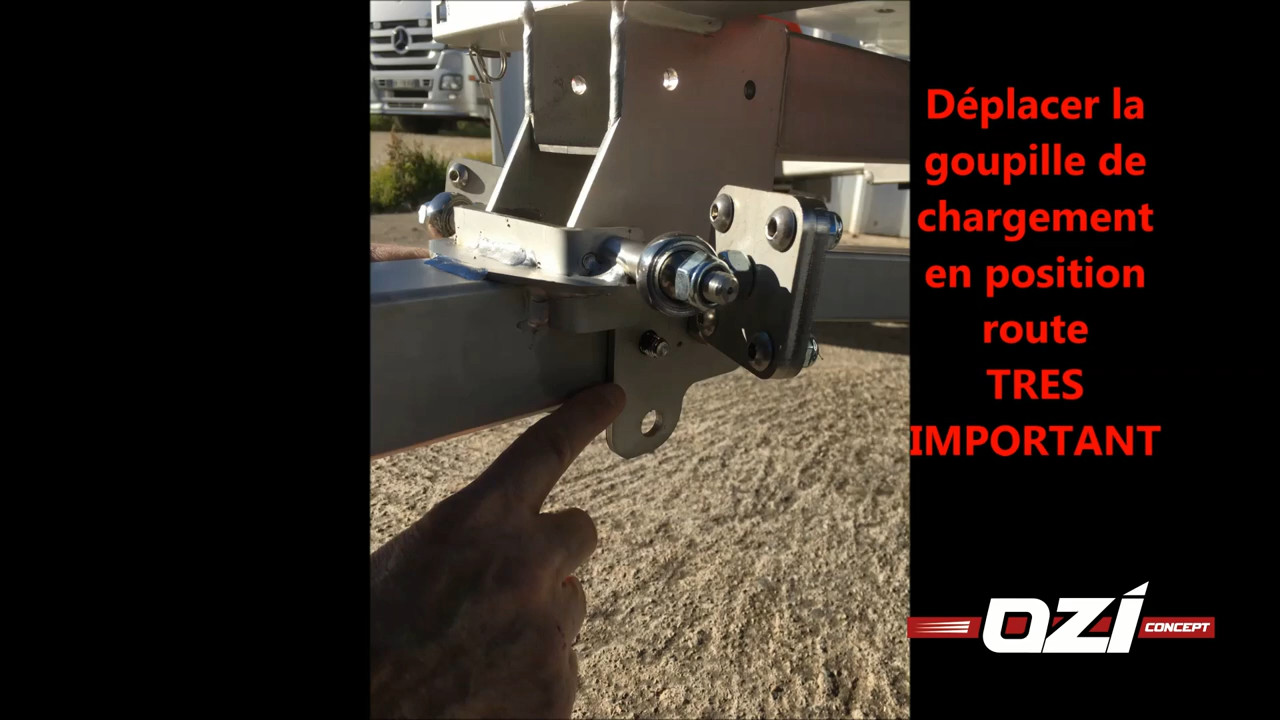 Déplacer la
goupille de
chargement
en position
route
TRES
IMPORTANT
OZI
CONCEPT